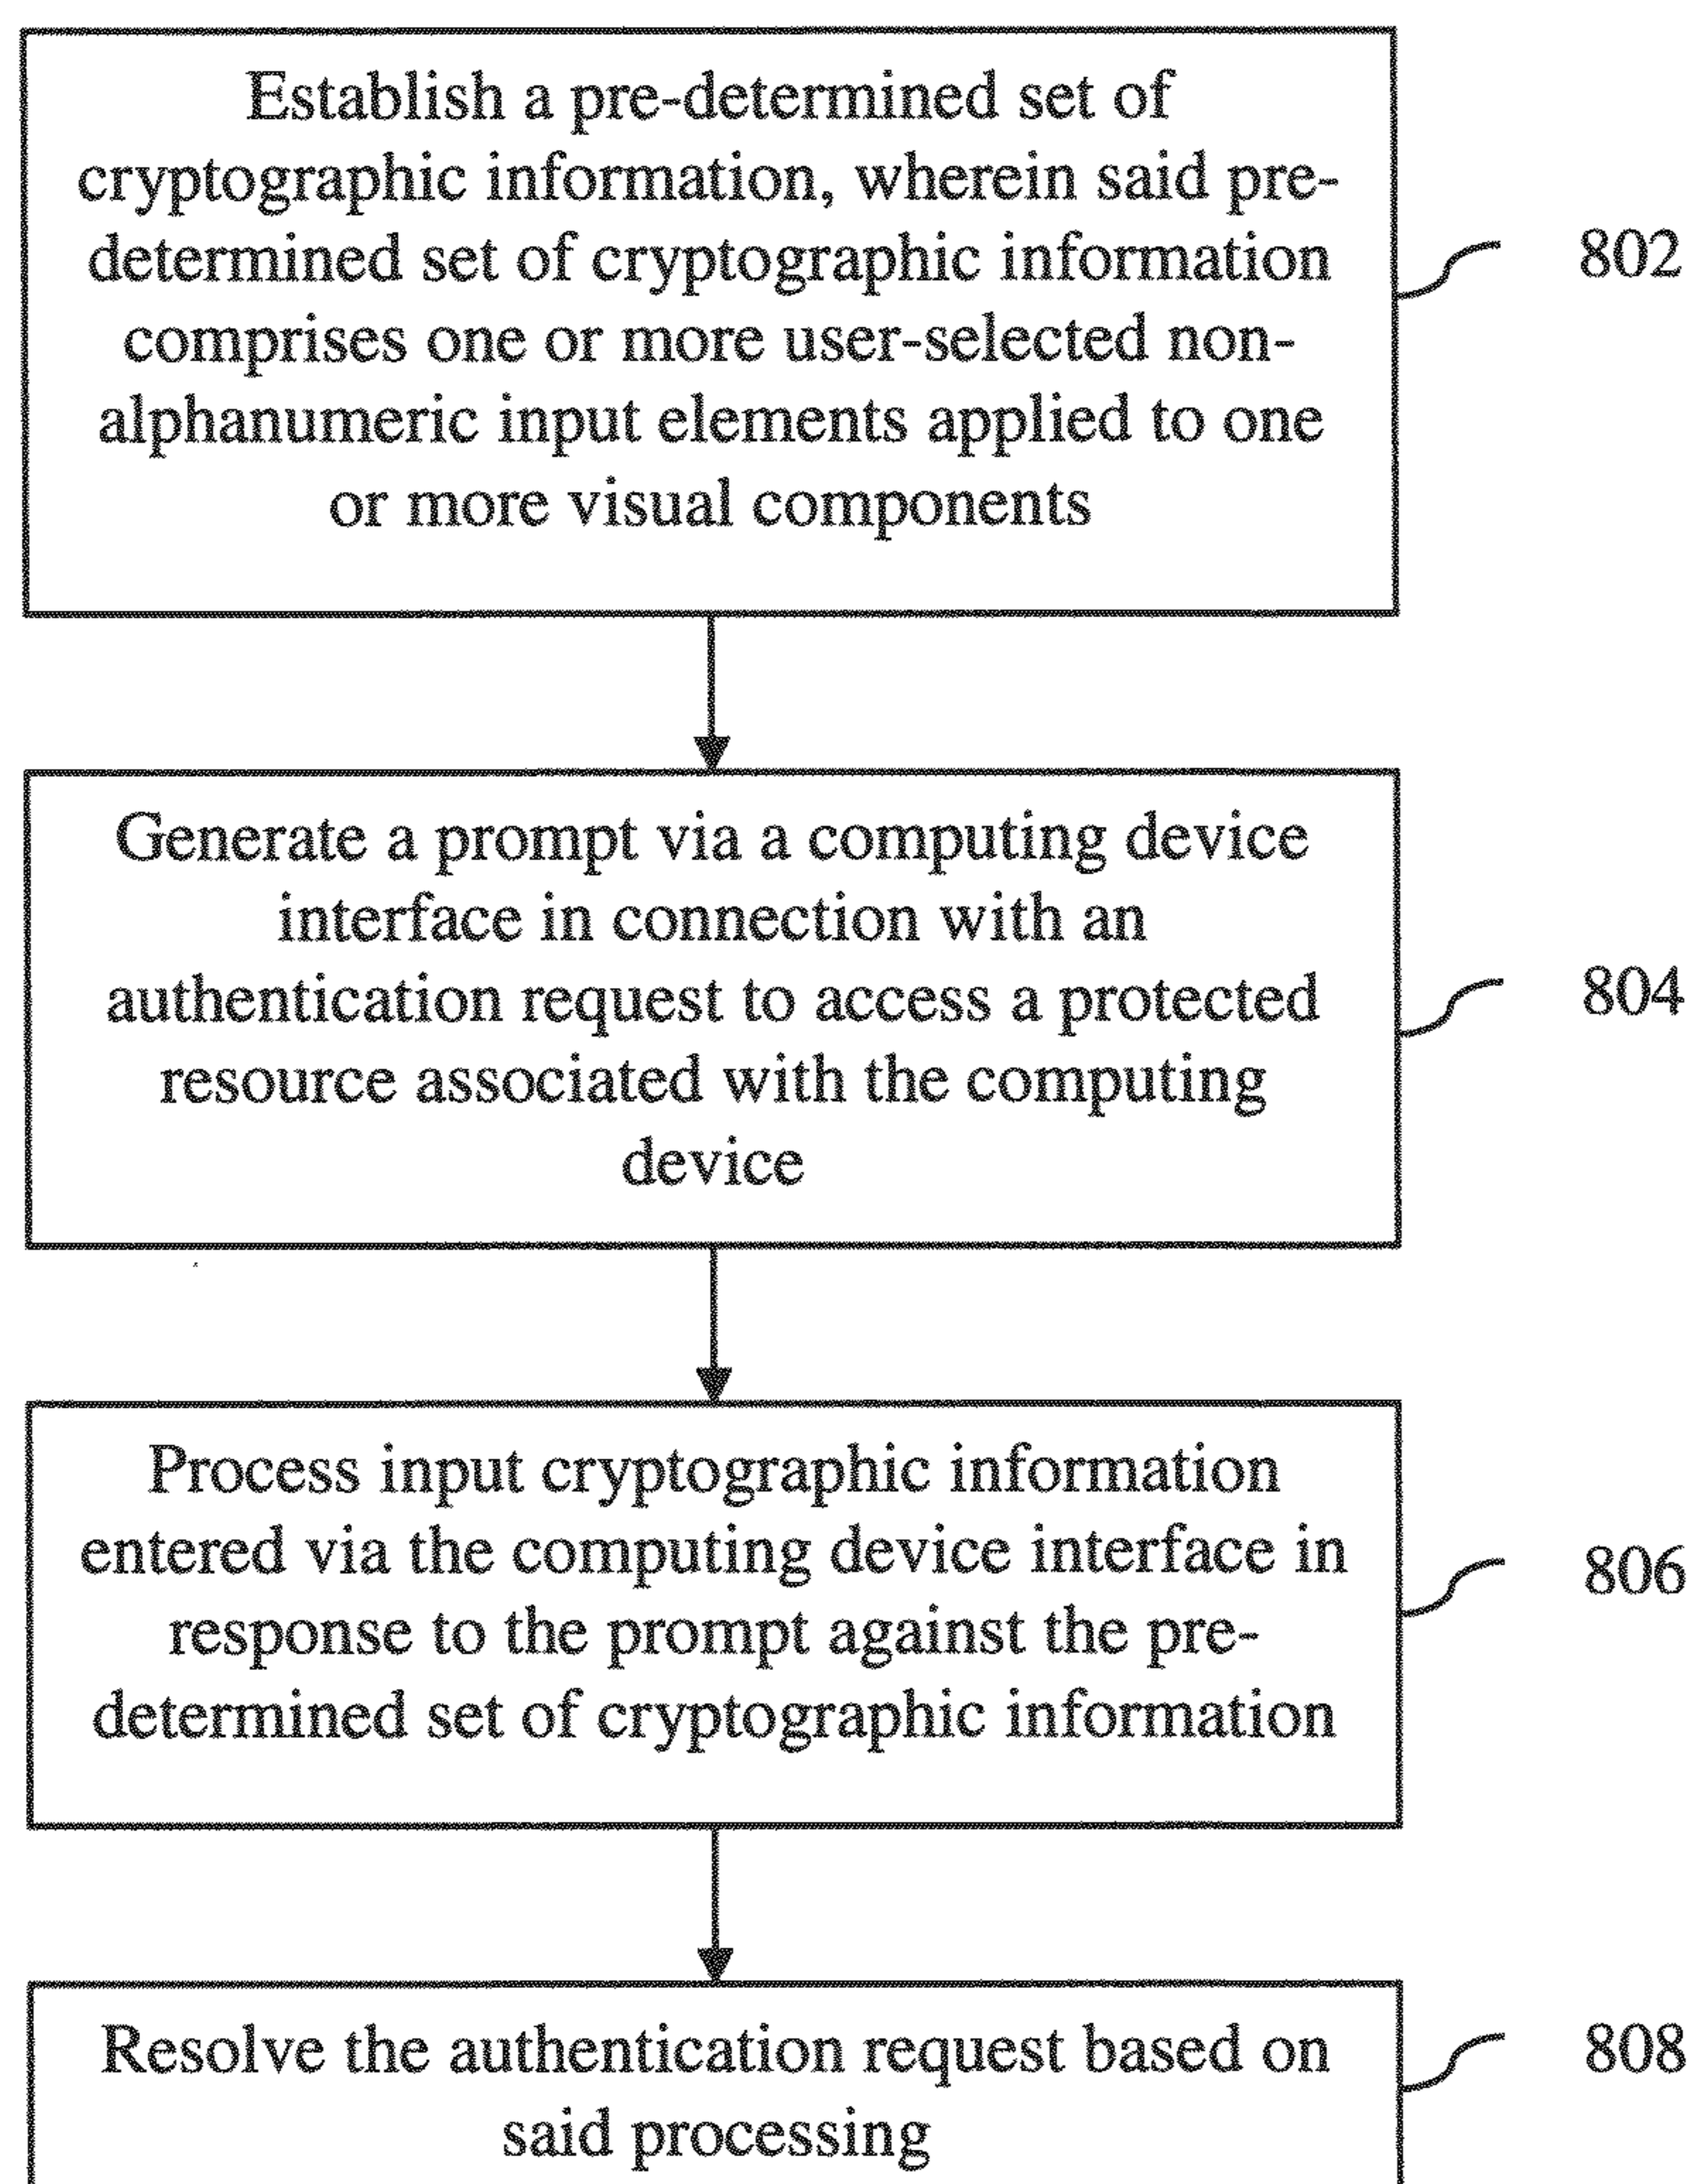 Establish a pre-determined set of
cryptographic information, wherein said pre-
determined set of cryptographic information
comprises one or more user-selected non-
alphanumeric input elements applied to one
or more visual components
802
Generate a prompt via a computing device
interface in connection with an
authentication request to access a protected
resource associated with the computing
device
804
Process input cryptographic information
entered via the computing device interface in
response to the prompt against the pre-
determined set of cryptographic information
806
Resolve the authentication request based on
said processing
808